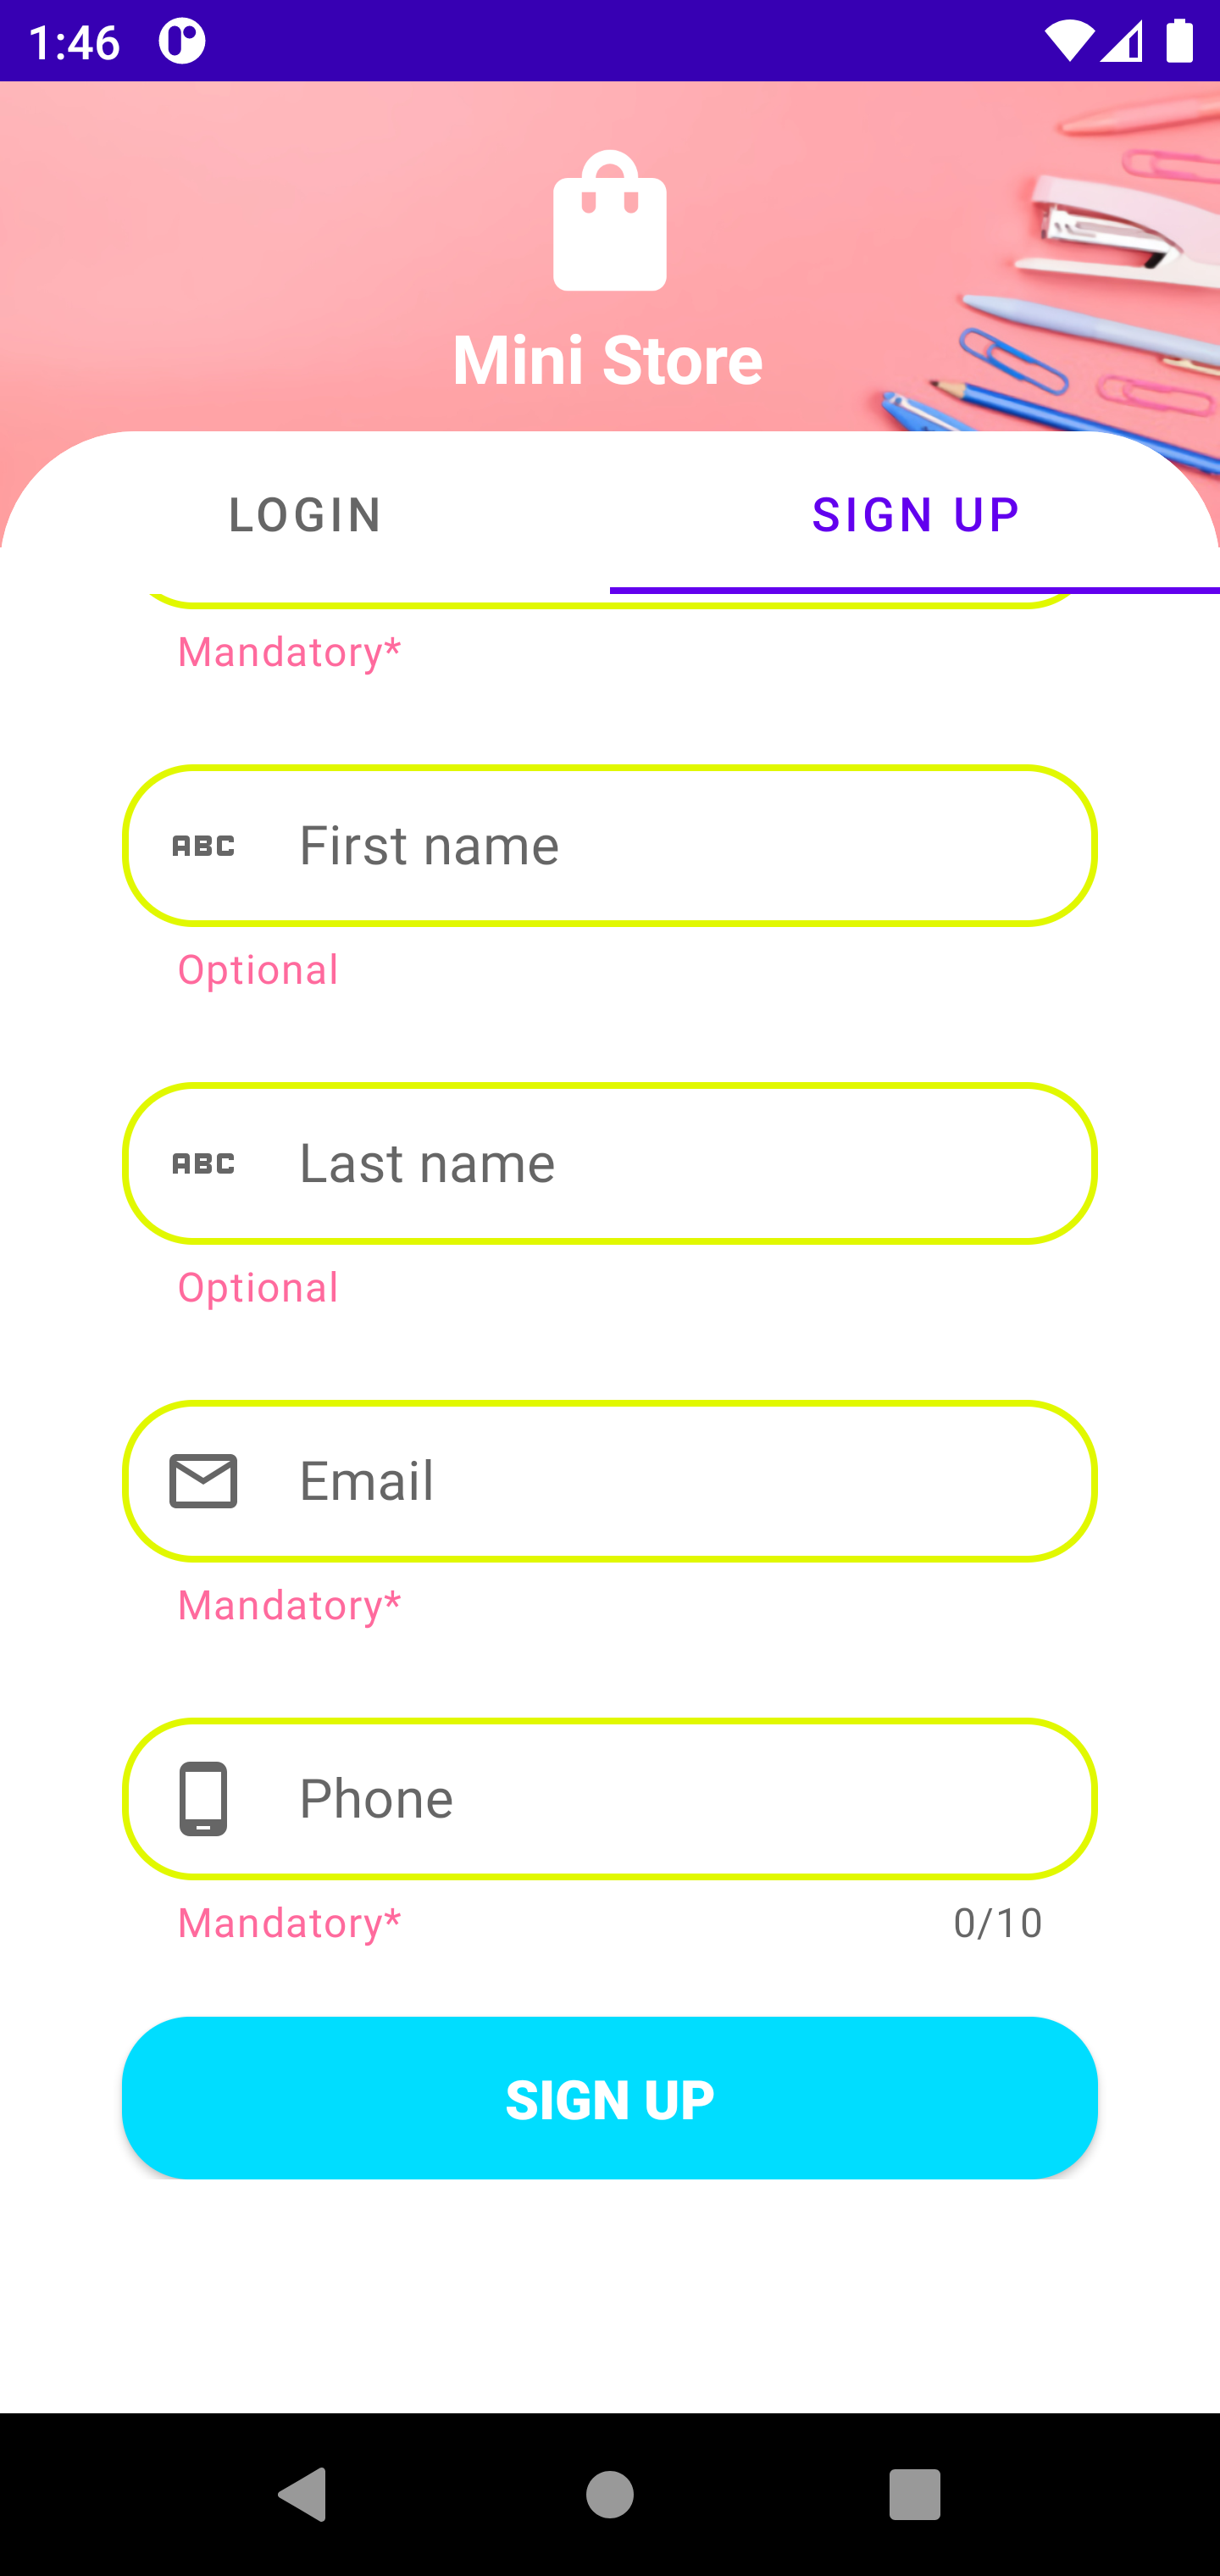 1:46
Mini Store
LOGIN
SIGN UP
Mandatory*
ABC
First name
Optional
ABC
Last name
Optional
Email
Mandatory*
Phone
Mandatory*
0/10
SIGN UP